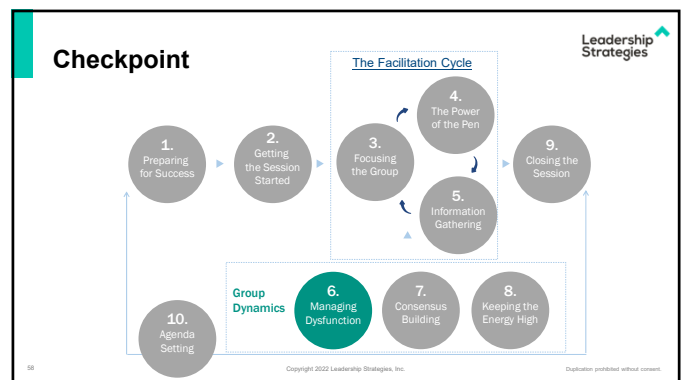 Checkpoint
Leadership
Strategies
The Facilitation Cycle
1.
Preparing
for Success
2.
Getting
the Session
Started
3.
Focusing
the Group
4.
The Power
of the Pen
5.
Information
Gathering
9.
Closing the
Session
Group
Dynamics
6.
Managing
Dysfunction
7.
Consensus
Building
8.
Keeping the
Energy High
10.
Agenda
Setting
58
Copyright 2022 Leadership Strategies, Inc.
Duplication prohibited without consent.